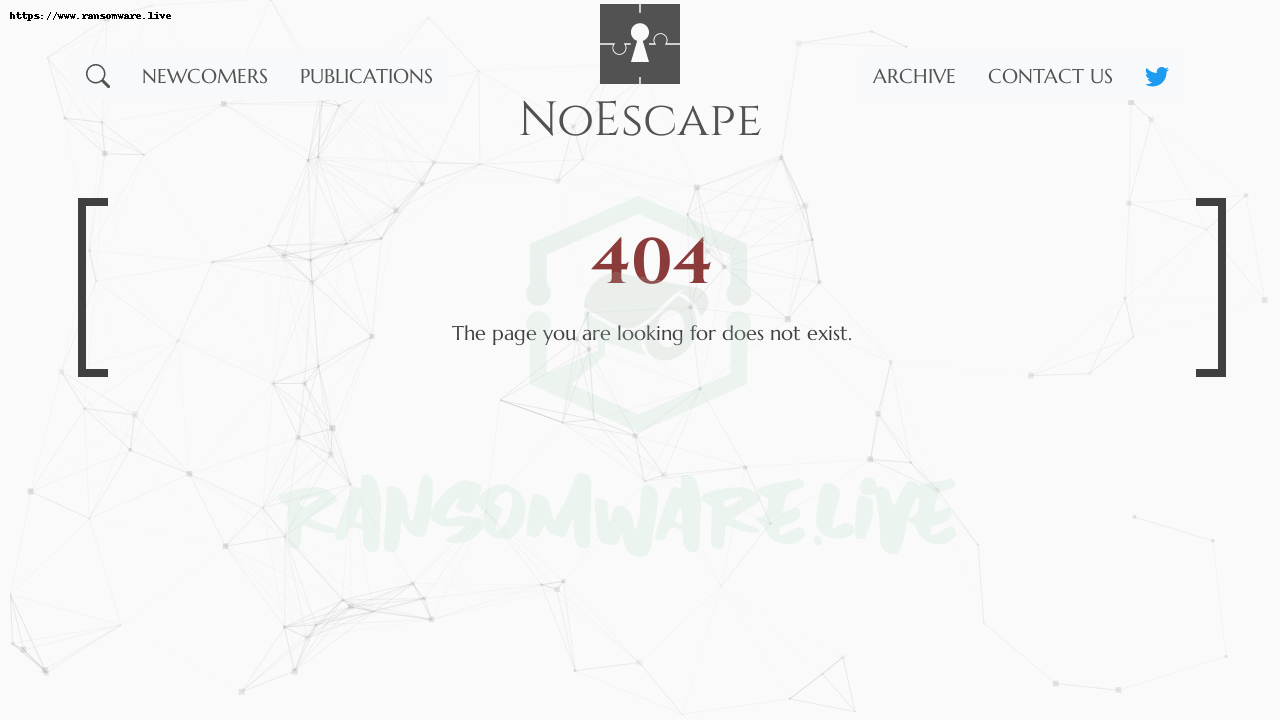 https://www.ransomware.live
NEWCOMERS PUBLICATIONS
NoEscape
ARCHIVE CONTACT US
404
The page you are looking for does not exist.
RANSOMWARE.LIVE